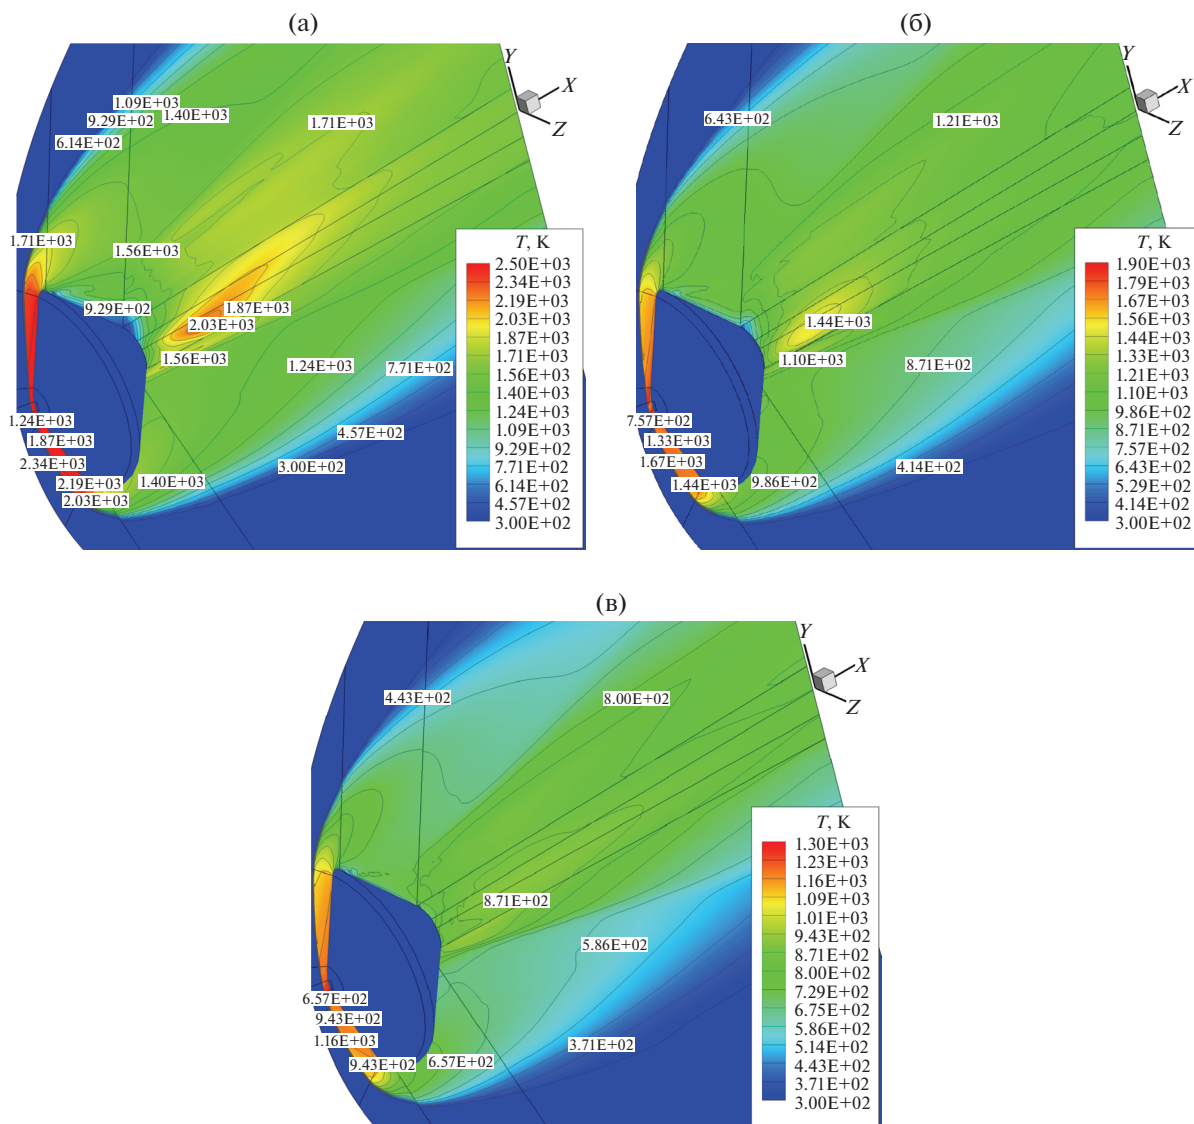 (а)
Y
X
Z
1.09E+03
9.29E+02
1.40E+03
6.14E+02
1.71E+03
1.71E+03
1.56E+03
9.29E+02
1.87E+03
2.03E+03
1.56E+03
1.24E+03
7.71E+02
1.24E+03
1.87E+03
4.57E+02
2.34E+03
3.00E+02
2.19E+03
1.40E+03
2.03E+03
T, K
2.50E+03
2.34E+03
2.19E+03
2.03E+03
1.87E+03
1.71E+03
1.56E+03
1.40E+03
1.24E+03
1.09E+03
9.29E+02
7.71E+02
6.14E+02
4.57E+02
3.00E+02
(б)
Y
X
Z
6.43E+02
1.21E+03
1.44E+03
1.10E+03
8.71E+02
7.57E+02
1.33E+03
1.67E+03
4.14E+02
1.44E+03
9.86E+02
T, K
1.90E+03
1.79E+03
1.67E+03
1.56E+03
1.44E+03
1.33E+03
1.21E+03
1.10E+03
9.86E+02
8.71E+02
7.57E+02
6.43E+02
5.29E+02
4.14E+02
3.00E+02
(в)
Y
X
Z
4.43E+02
8.00E+02
8.71E+02
5.86E+02
6.57E+02
9.43E+02
1.16E+03
3.71E+02
9.43E+02
6.57E+02
T, K
1.30E+03
1.23E+03
1.16E+03
1.09E+03
1.01E+03
9.43E+02
8.71E+02
8.00E+02
7.29E+02
6.75E+02
5.86E+02
5.14E+02
4.43E+02
3.71E+02
3.00E+02